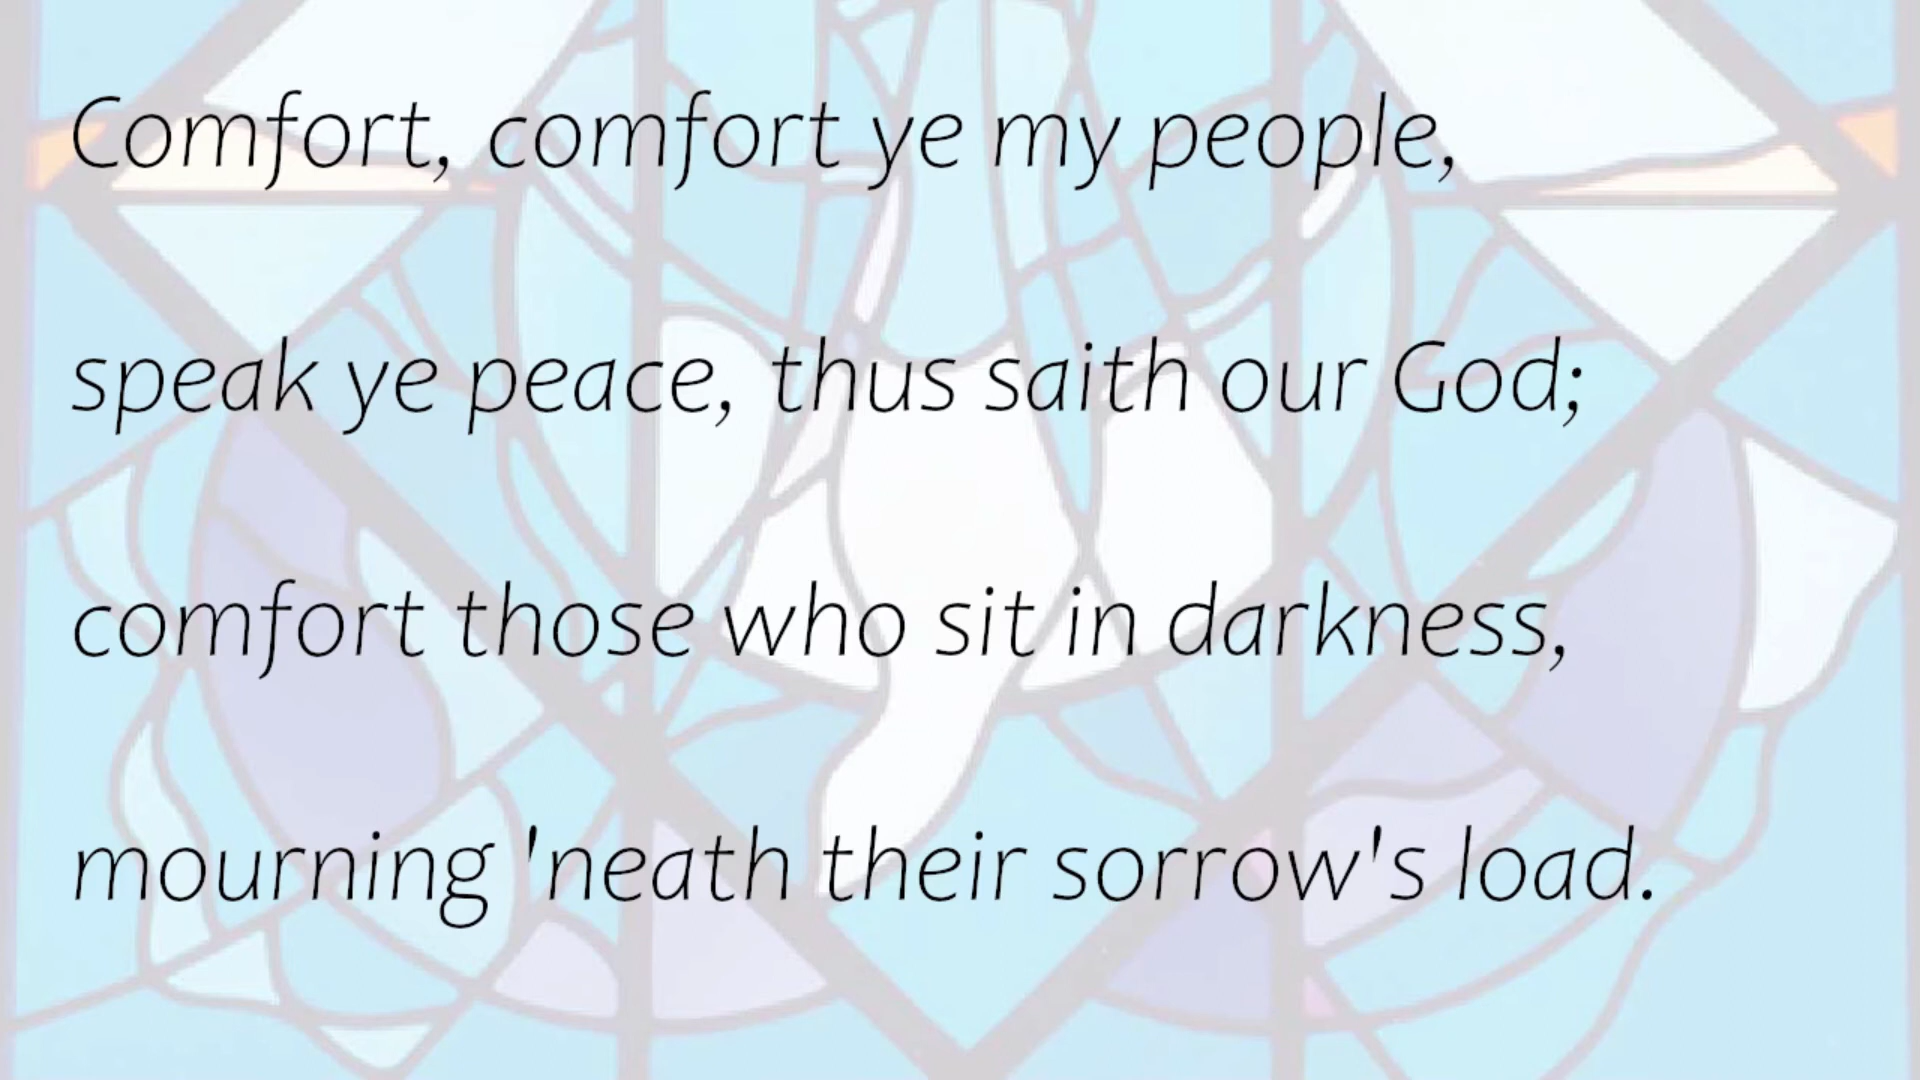 Comfort, comfort ye my people,
speak ye peace, thus saith our God;
comfort those who sit in darkness,
mourning 'neath their sorrow's load.